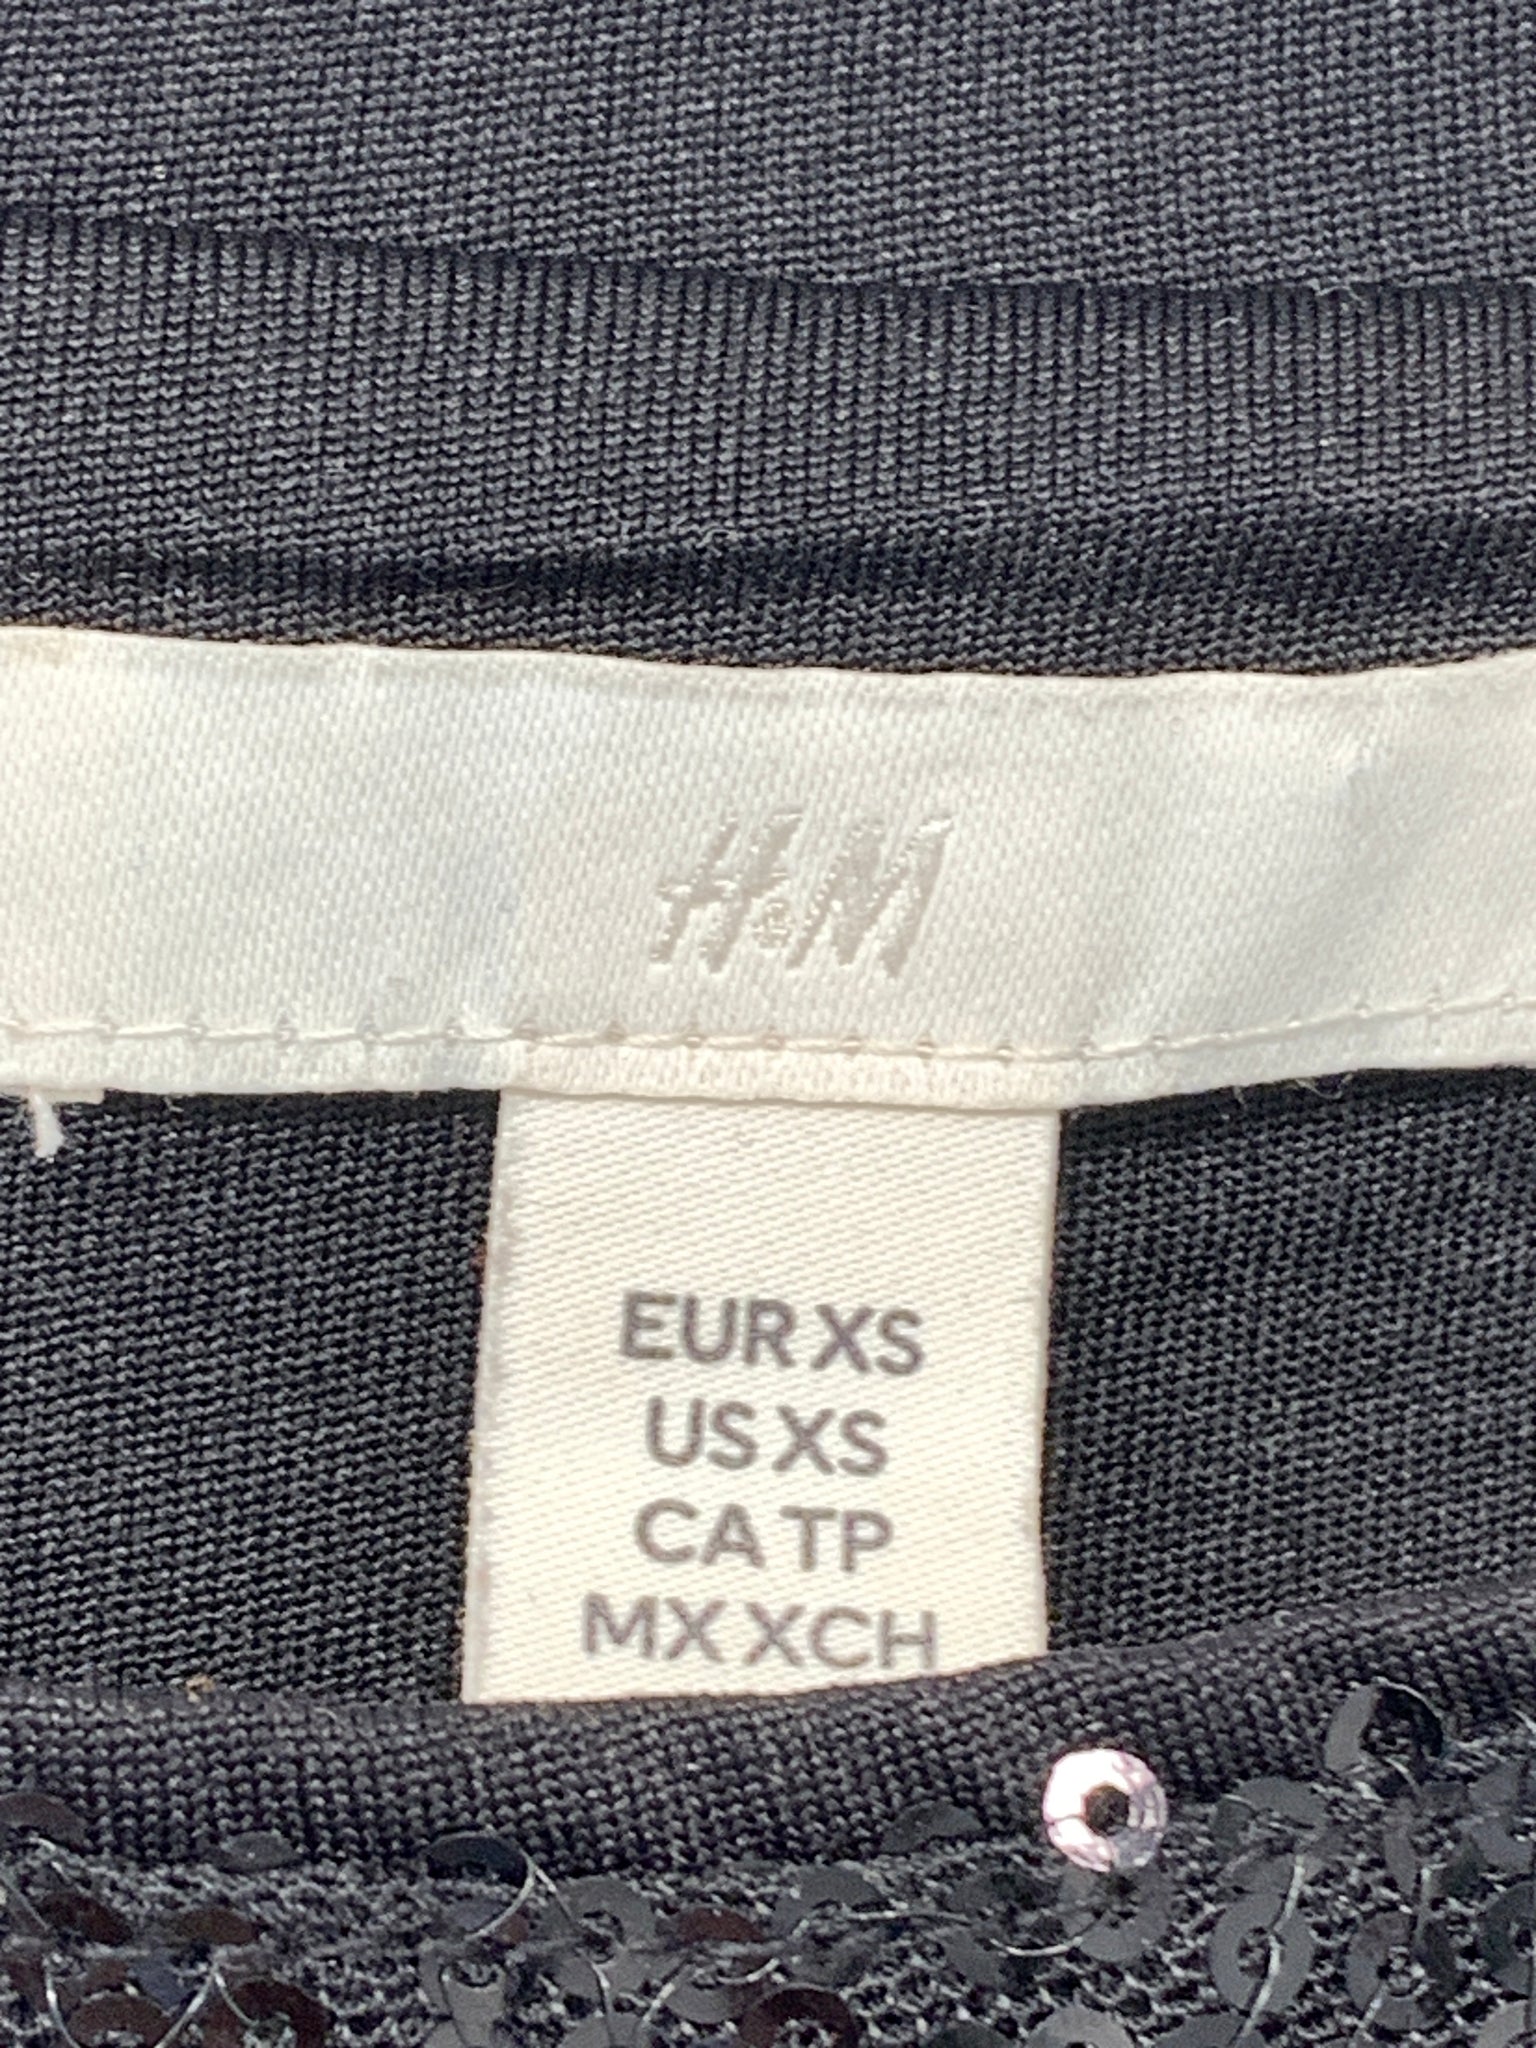 H&M
EUR XS
US XS
CA TP
MX XCH